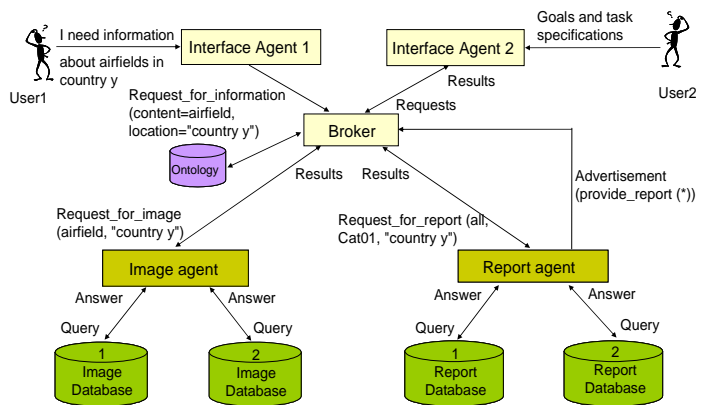 I need information
about airfields in
country y
User1
Interface Agent 1
Interface Agent 2
Goals and task
specifications
User2
Results
Requests
Request_for_information
(content=airfield,
location="country y")
Broker
Ontology
Results
Results
Advertisement
(provide_report (*))
Request_for_image
(airfield, "country y")
Request_for_report (all,
Cat01, "country y")
Image agent
Report agent
Answer
Answer
Answer
Answer
Query
Query
Query
Query
1
Image
Database
2
Image
Database
1
Report
Database
2
Report
Database